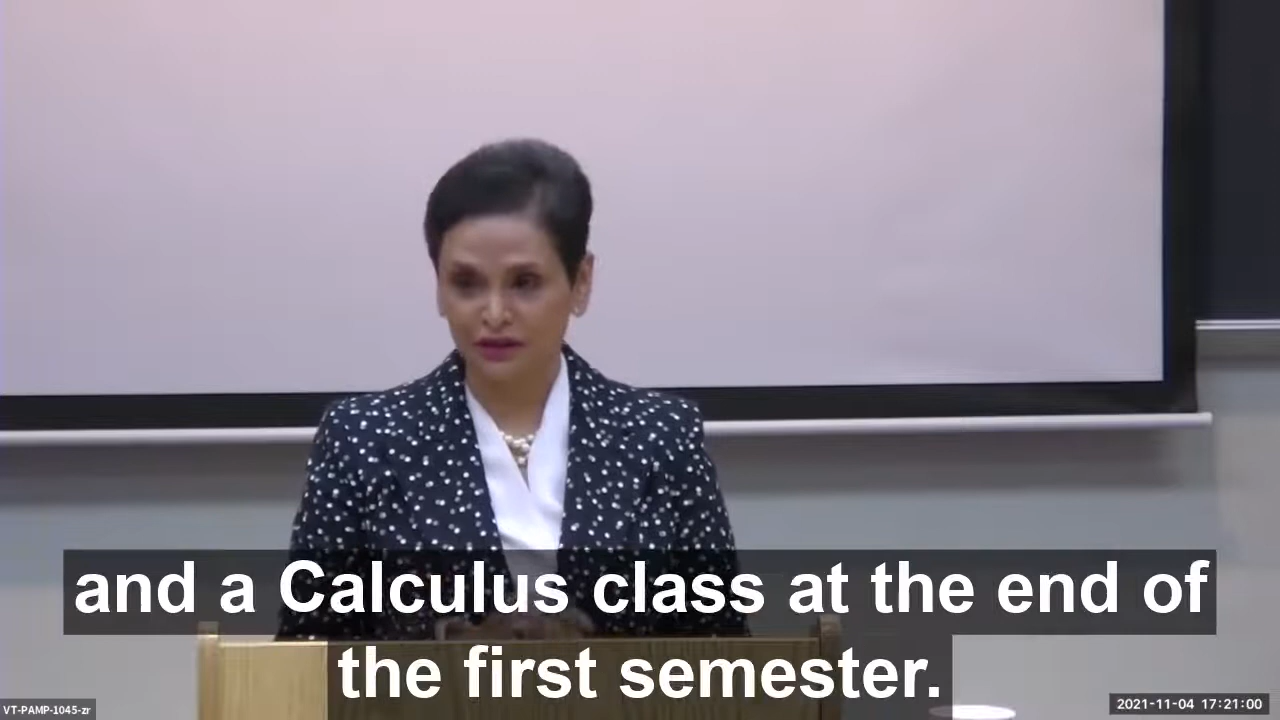 and a Calculus class at the end of
the first semester.
VT-PAMP-1045-zr
2021-11-04 17:21:00